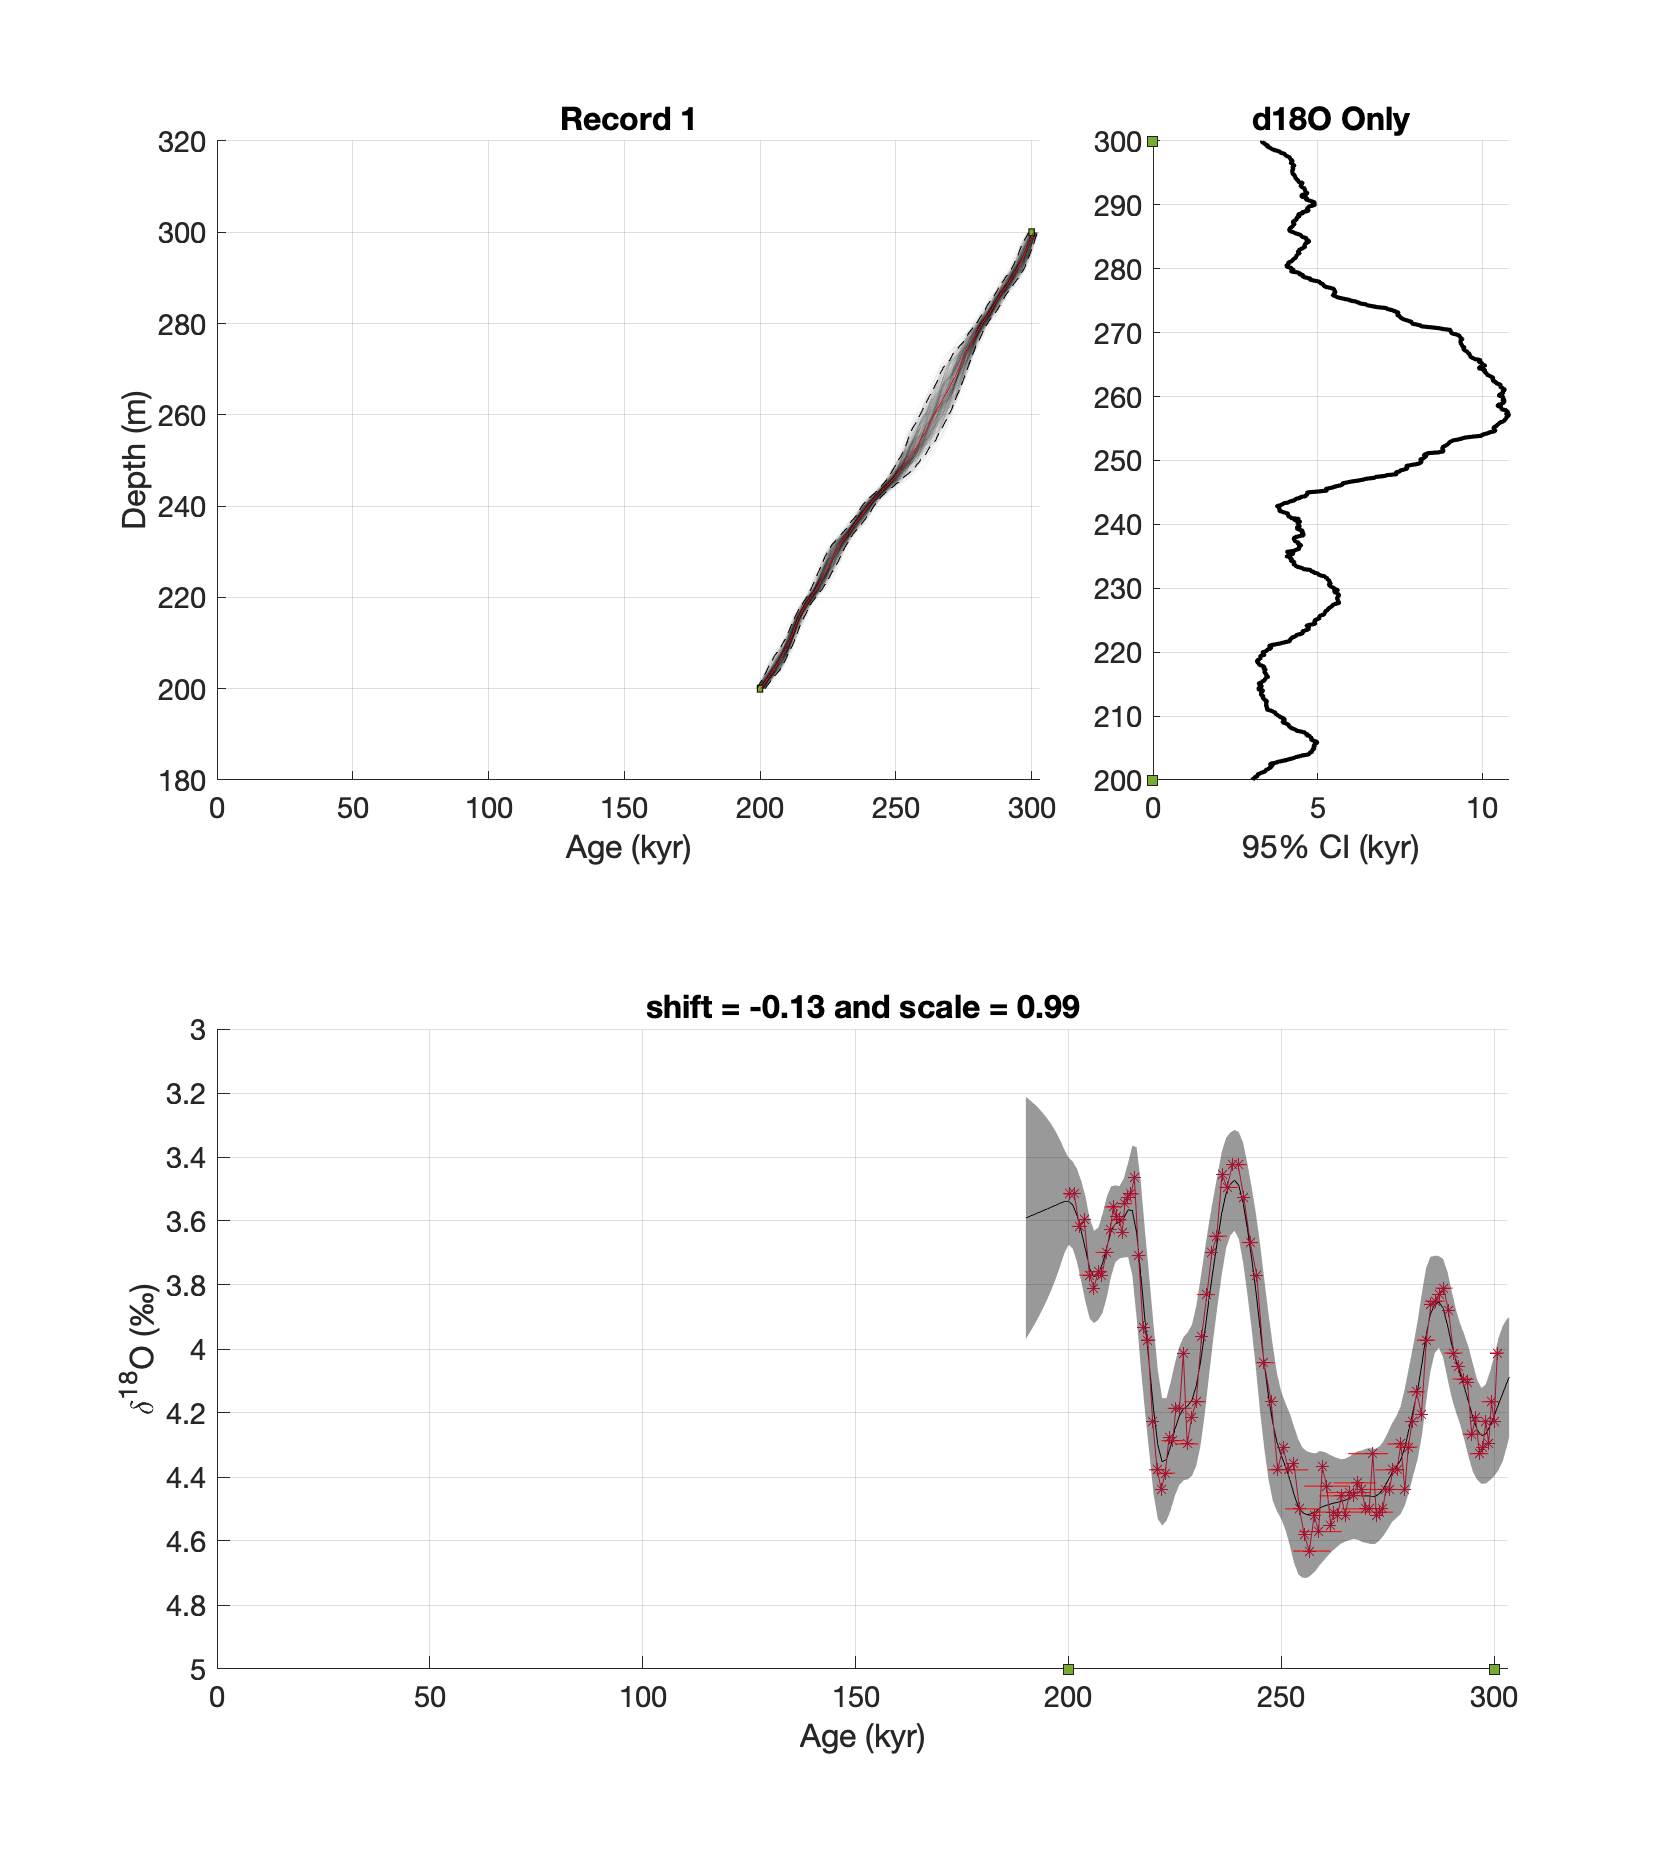 Record 1
320
300
280
260
240
220
200
180
Depth (m)
0 50 100 150 200 250 300
Age (kyr)
d18O Only
300
290
280
270
260
250
240
230
220
210
200
0 5 10
95% CI (kyr)
shift = -0.13 and scale = 0.99
3
3.2
3.4
3.6
3.8
4
4.2
4.4
4.6
4.8
5
δ¹⁸O (‰)
0 50 100 150 200 250 300
Age (kyr)